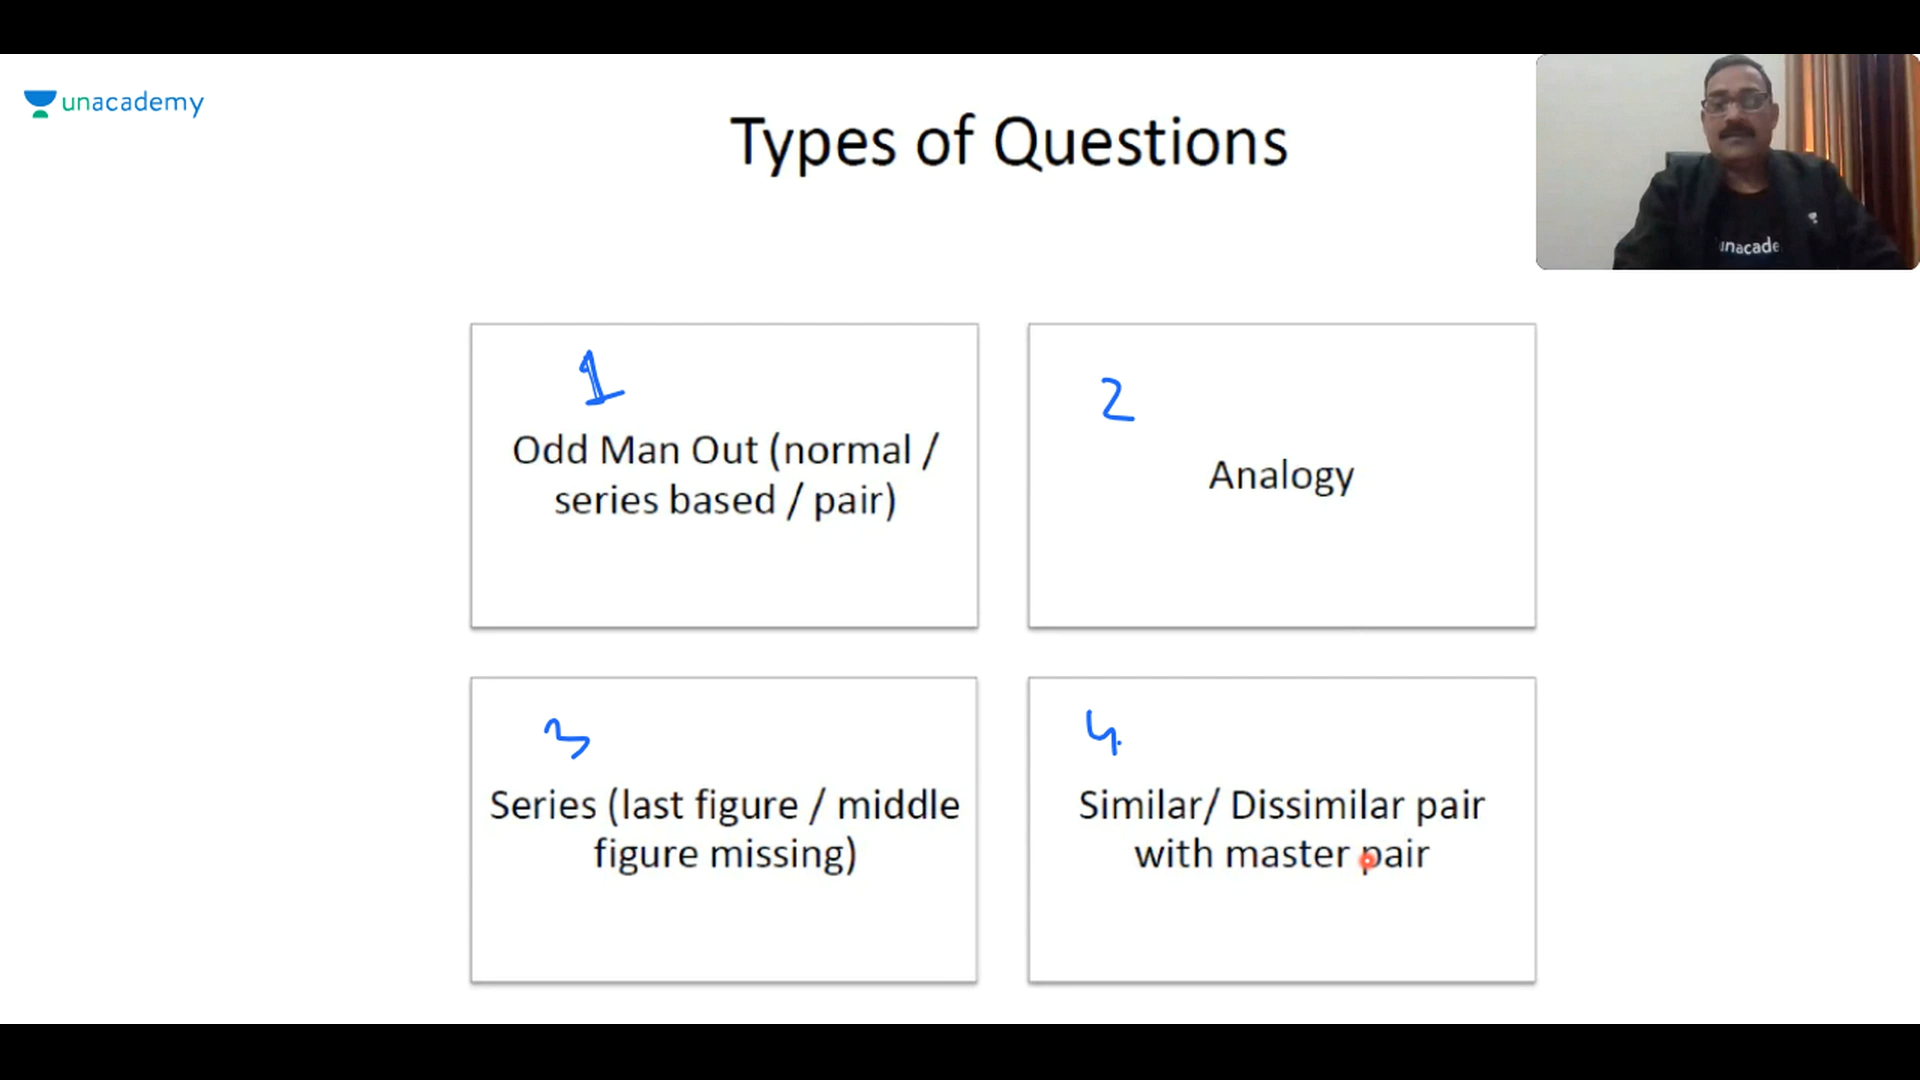 unacademy
Types of Questions
unacade
1
Odd Man Out (normal /
series based / pair)
2
Analogy
3
Series (last figure / middle
figure missing)
4.
Similar/ Dissimilar pair
with master pair